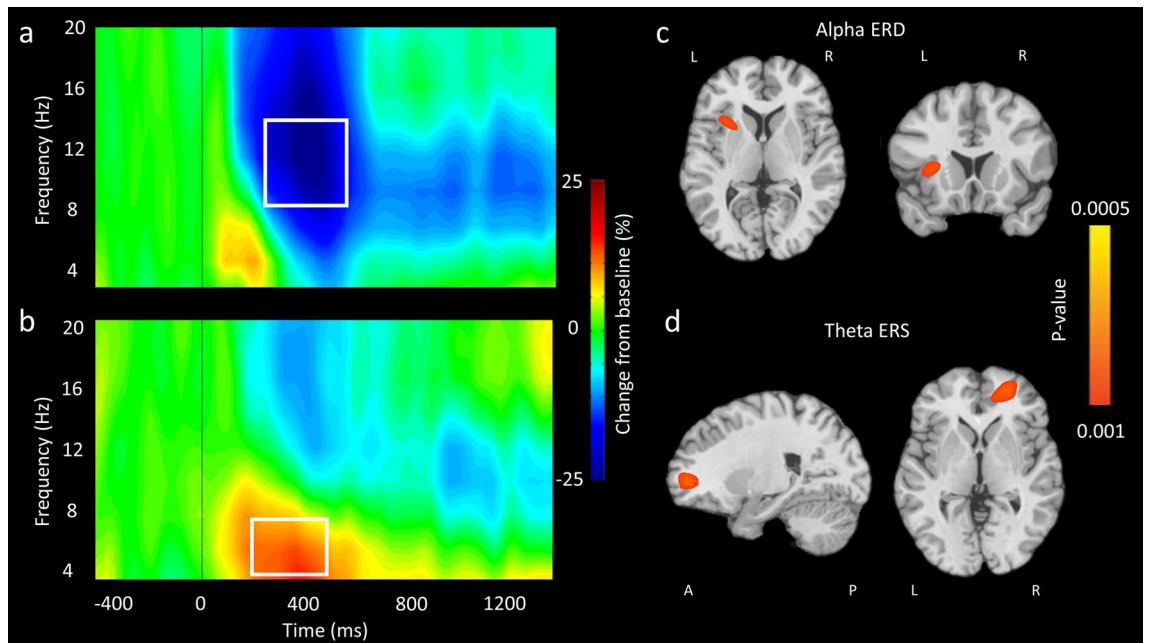 a
20
16
12
8
4
Frequency (Hz)
b
20
16
12
8
4
Frequency (Hz)
-400
0
400
800
1200
Time (ms)
25
0
-25
Change from baseline (%)
c
Alpha ERD
L
R
L
R
d
Theta ERS
A
P
L
R
0.0005
P-value
0.001